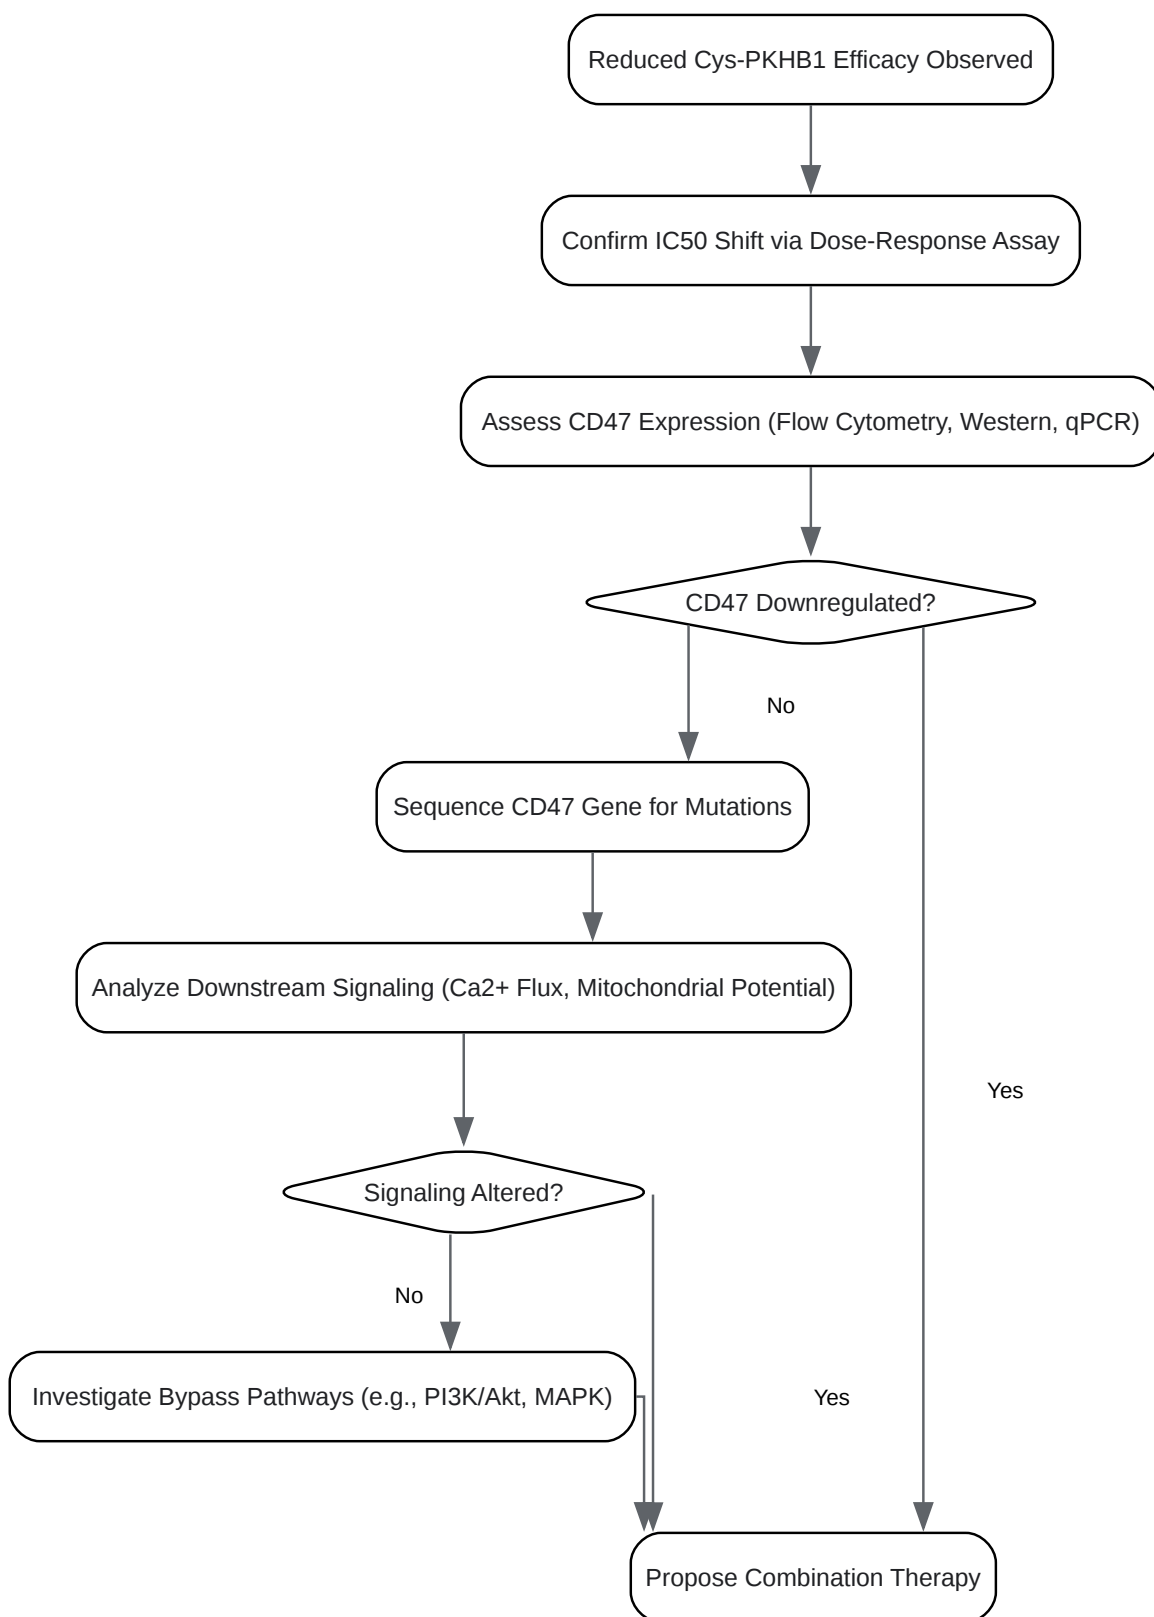 Reduced Cys-PKHB1 Efficacy Observed
Confirm IC50 Shift via Dose-Response Assay
Assess CD47 Expression (Flow Cytometry, Western, qPCR)
CD47 Downregulated?
No
Sequence CD47 Gene for Mutations
Analyze Downstream Signaling (Ca2+ Flux, Mitochondrial Potential)
Yes
Signaling Altered?
No
Investigate Bypass Pathways (e.g., PI3K/Akt, MAPK)
Yes
Propose Combination Therapy